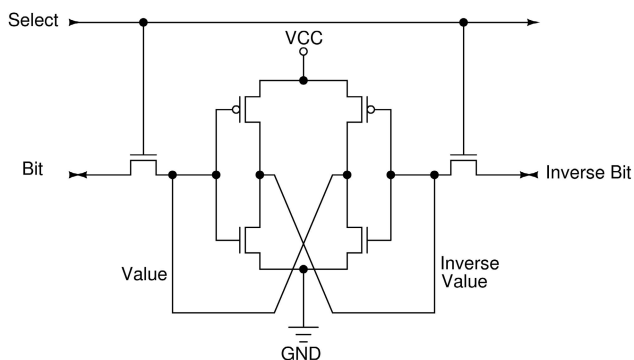 Select
VCC
Bit
Inverse Bit
Value
Inverse
Value
GND